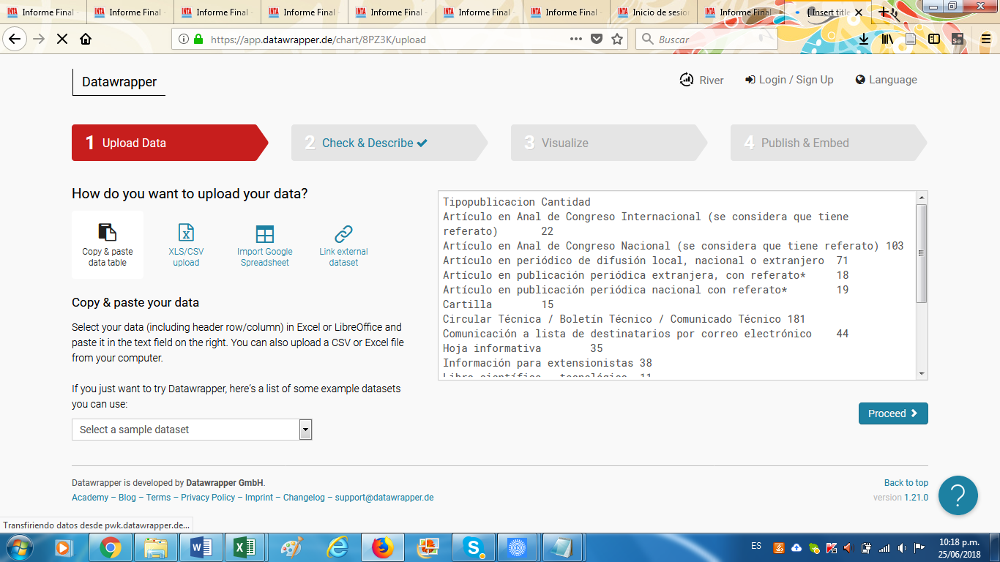 Informe Final -
Informe Final -
Informe Final -
Informe Final -
Informe Final -
Informe Final -
Informe Final -
Inicio de sesion
Informe Final -
[Insert title
https://app.datawrapper.de/chart/8PZ3K/upload
Buscar
Datawrapper
River
Login / Sign Up
Language
1 Upload Data
2 Check & Describe
3 Visualize
4 Publish & Embed
How do you want to upload your data?
Copy & paste
data table
XLS/CSV
upload
Import Google
Spreadsheet
Link external
dataset
Copy & paste your data
Select your data (including header row/column) in Excel or LibreOffice and
paste it in the text field on the right. You can also upload a CSV or Excel file
from your computer.
If you just want to try Datawrapper, here's a list of some example datasets
you can use:
Select a sample dataset
Tipopublicacion Cantidad
Artículo en Anal de Congreso Internacional (se considera que tiene
referato) 22
Artículo en Anal de Congreso Nacional (se considera que tiene referato) 103
Artículo en periódico de difusión local, nacional o extranjero 71
Artículo en publicación periódica extranjera, con referato* 18
Artículo en publicación periódica nacional con referato* 19
Cartilla 15
Circular Técnica / Boletín Técnico / Comunicado Técnico 181
Comunicación a lista de destinatarios por correo electrónico 44
Hoja informativa 35
Información para extensionistas 38
Libro científico - tecnológico 11
Proceed
Datawrapper is developed by Datawrapper GmbH.
Academy – Blog – Terms – Privacy Policy – Imprint – Changelog – support@datawrapper.de
Back to top
version 1.21.0
?
Transfiriendo datos desde pwk.datawrapper.de...
ES
10:18 p.m.
25/06/2018